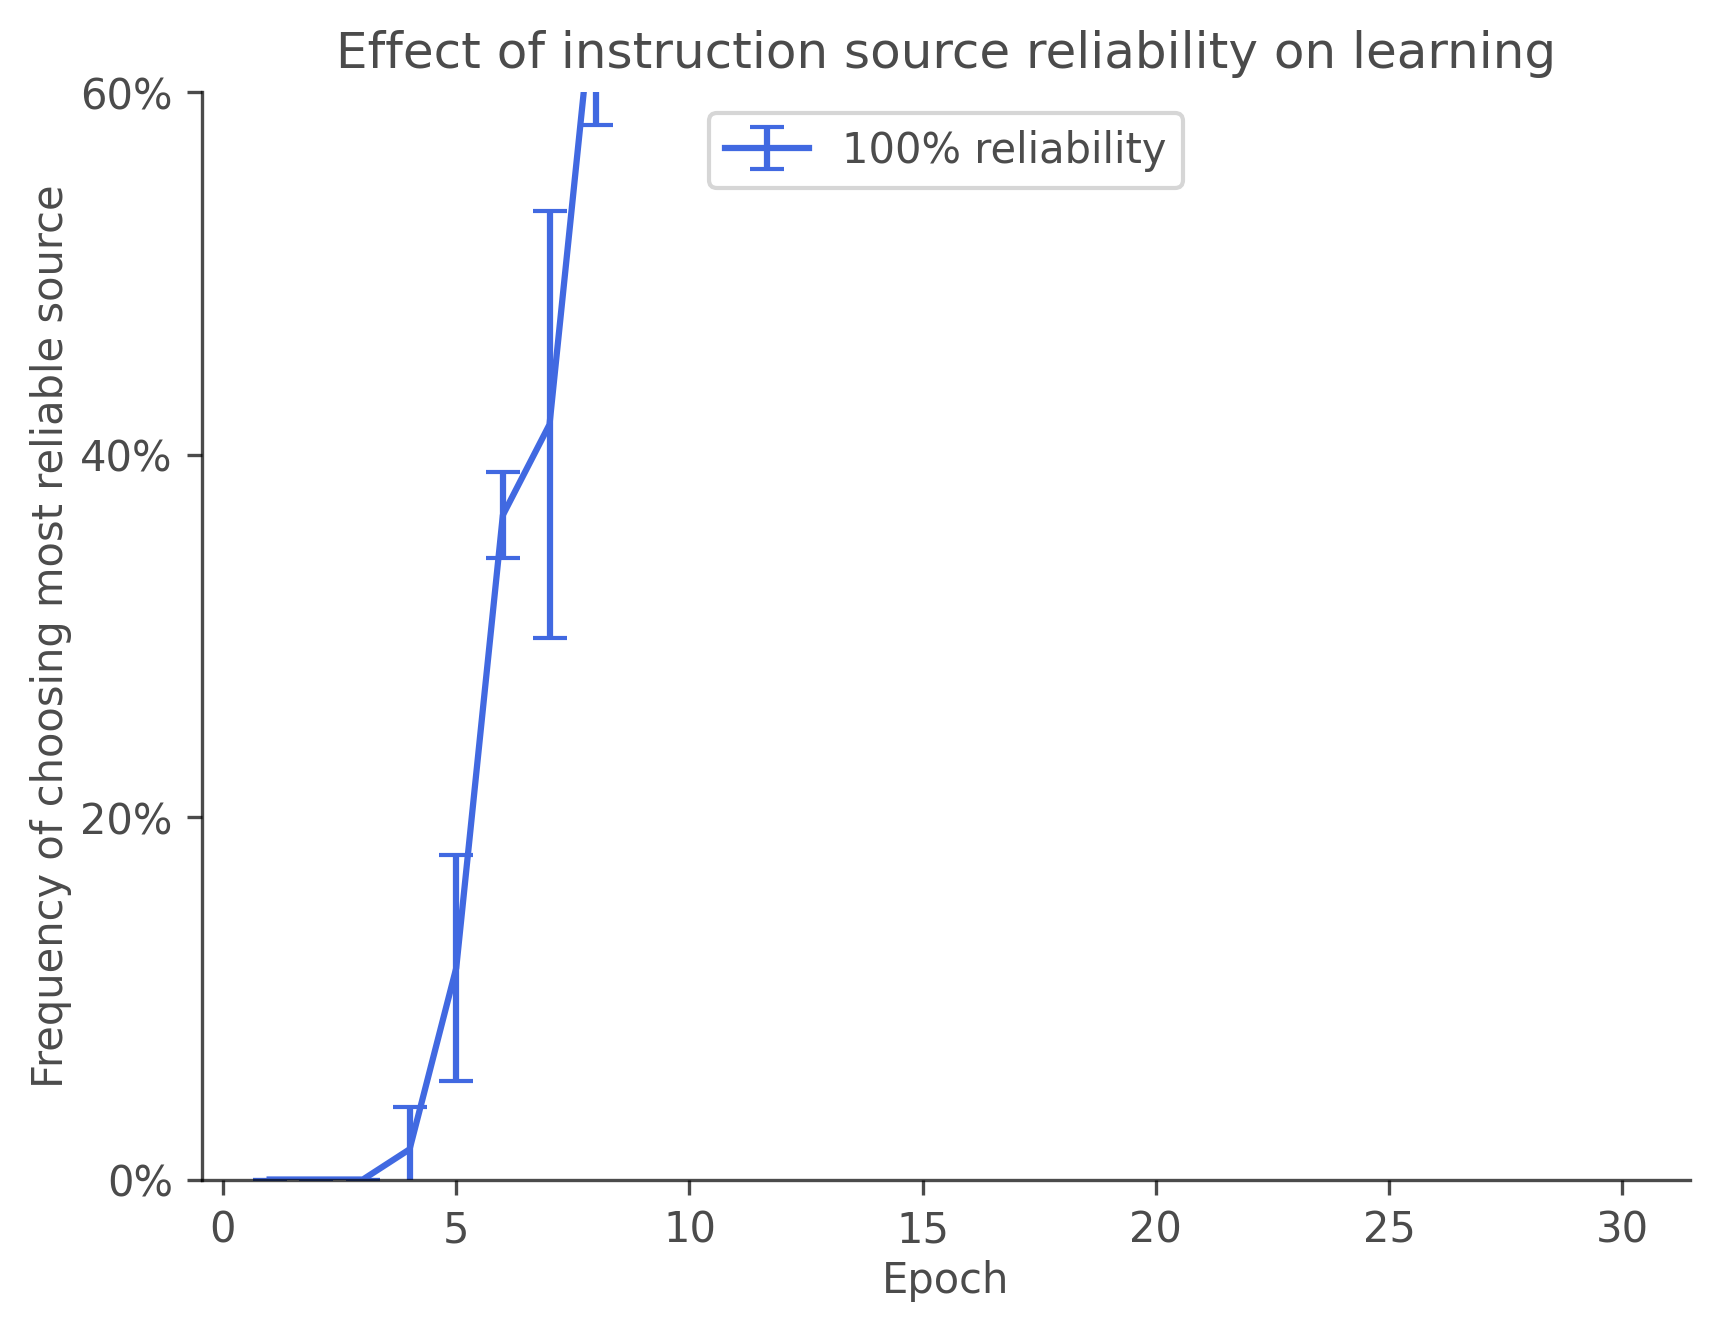 Effect of instruction source reliability on learning
100% reliability
Frequency of choosing most reliable source
60%
40%
20%
0%
0 5 10 15 20 25 30
Epoch